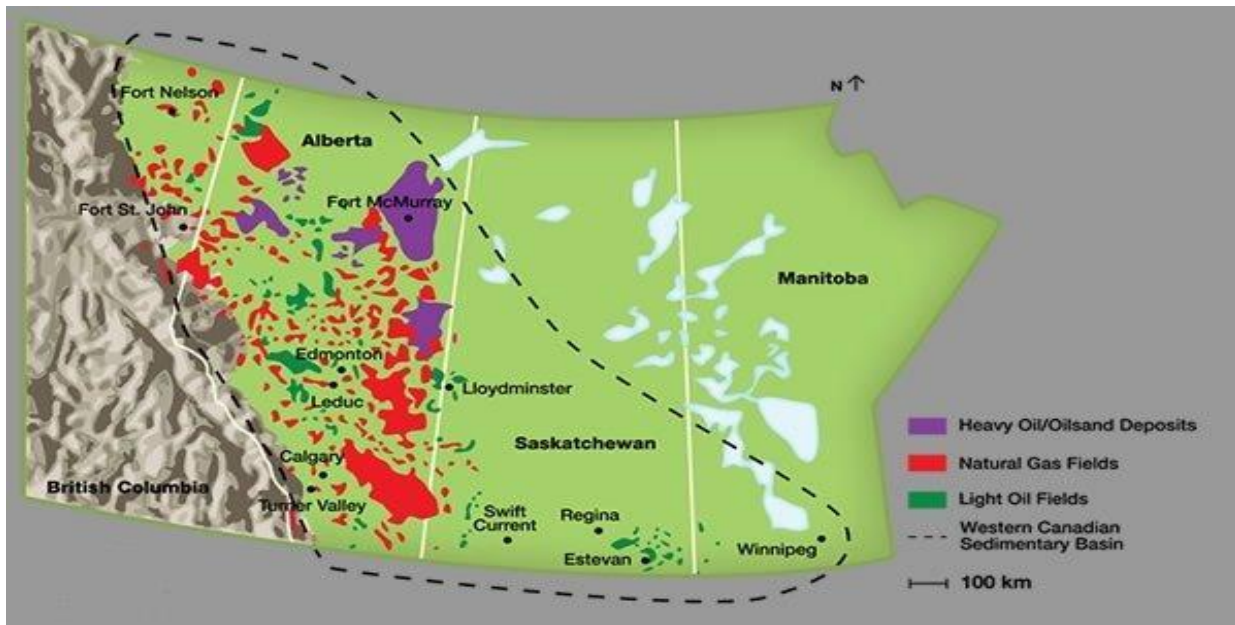 N
Fort Nelson
Alberta
Fort McMurray
Fort St. John
Manitoba
Edmonton
Leduc
Lloydminster
Saskatchewan
Calgary
British Columbia
Turner Valley
Swift
Current
Regina
Estevan
Winnipeg
Heavy Oil/Oilsand Deposits
Natural Gas Fields
Light Oil Fields
Western Canadian
Sedimentary Basin
100 km